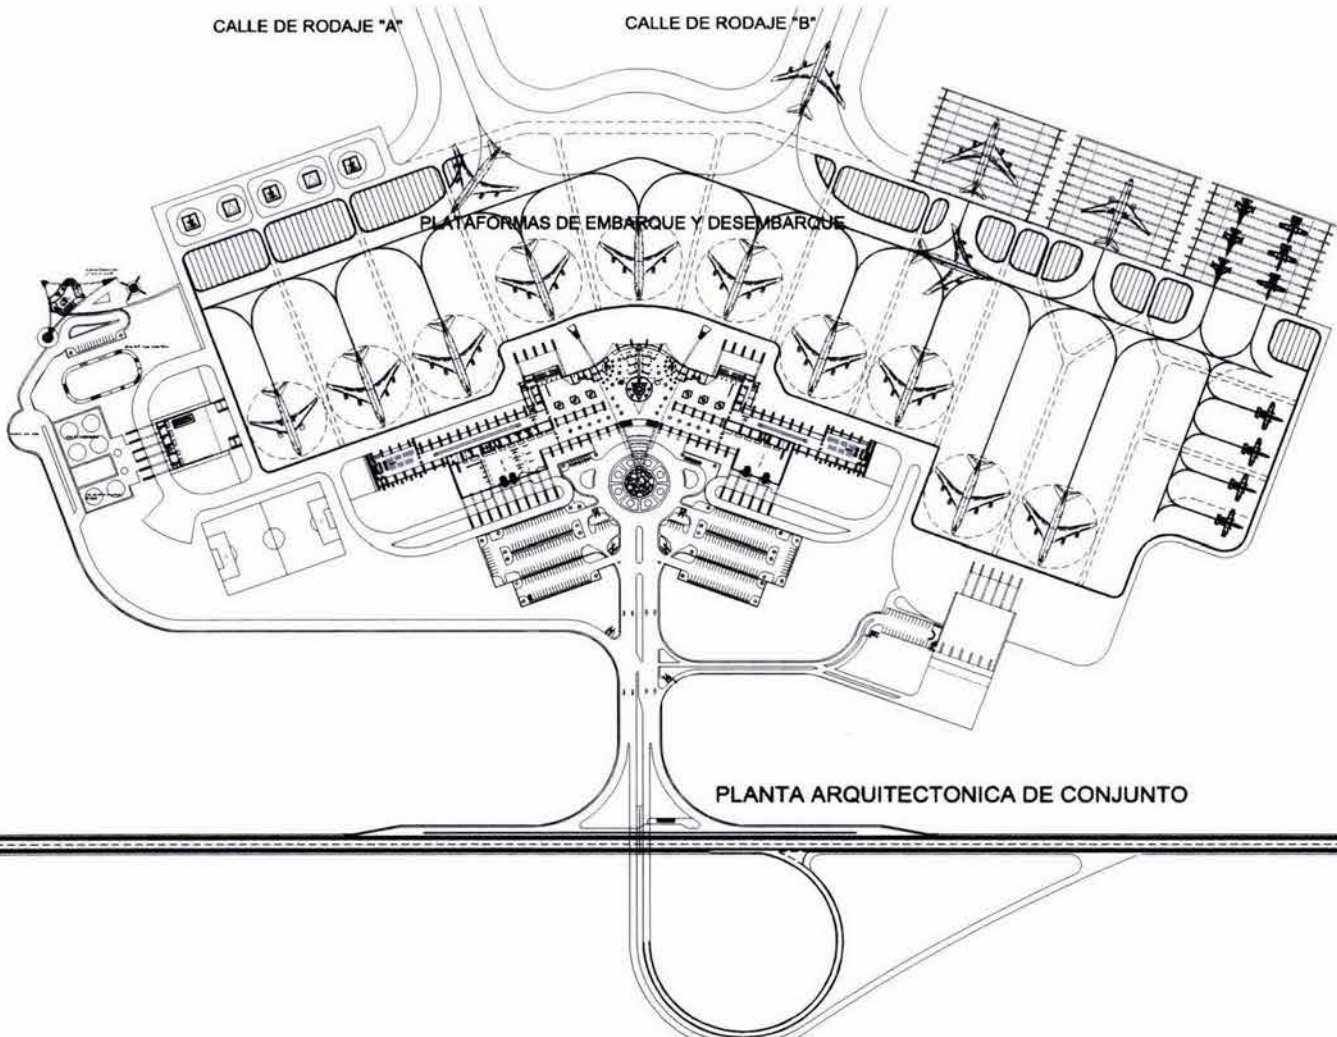 CALLE DE RODAJE "A"
CALLE DE RODAJE "B"
PLATAFORMAS DE EMBARQUE Y DESEMBARQUE
PLANTA ARQUITECTONICA DE CONJUNTO